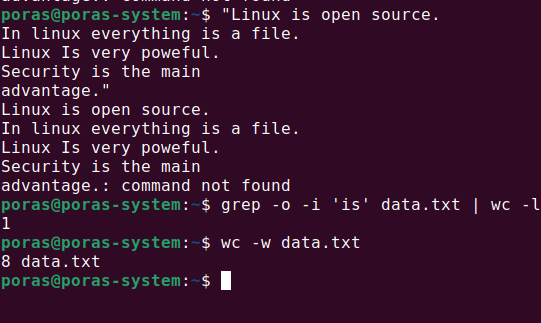 advantage.: command not found
poras@poras-system:~$ "Linux is open source.
In linux everything is a file.
Linux Is very poweful.
Security is the main
advantage."
Linux is open source.
In linux everything is a file.
Linux Is very poweful.
Security is the main
advantage.: command not found
poras@poras-system:~$ grep -o -i 'is' data.txt | wc -l
1
poras@poras-system:~$ wc -w data.txt
8 data.txt
poras@poras-system:~$